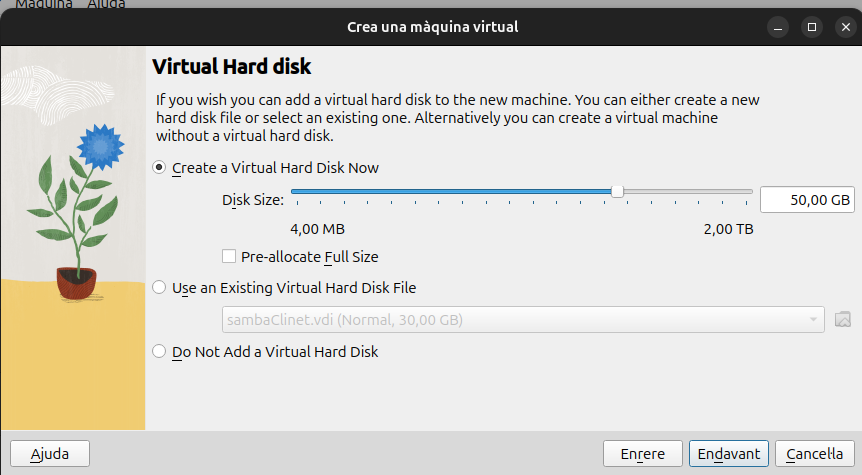 Màquina Ajuda
Crea una màquina virtual
Virtual Hard disk
If you wish you can add a virtual hard disk to the new machine. You can either create a new
hard disk file or select an existing one. Alternatively you can create a virtual machine
without a virtual hard disk.
Create a Virtual Hard Disk Now
Disk Size:
50,00 GB
4,00 MB
2,00 TB
Pre-allocate Full Size
Use an Existing Virtual Hard Disk File
sambaClinet.vdi (Normal, 30,00 GB)
Do Not Add a Virtual Hard Disk
Ajuda
Enrere
Endavant
Cancel·la